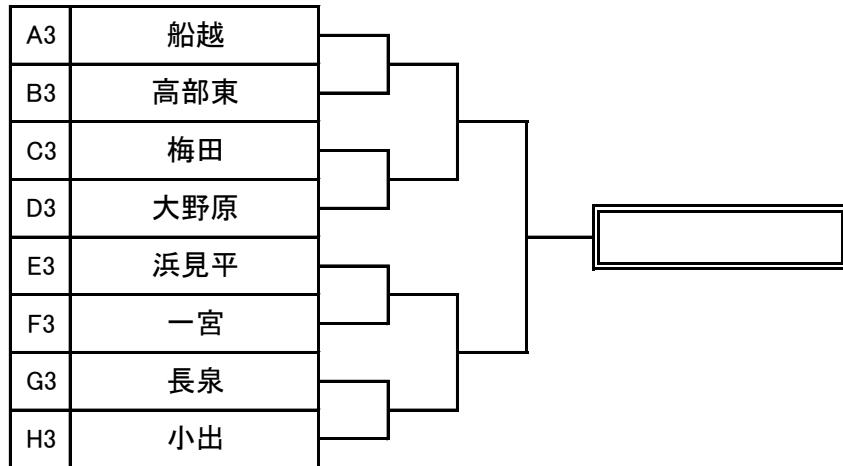 A3 船越
B3 高部東
C3 梅田
D3 大野原
E3 浜見平
F3 一宮
G3 長泉
H3 小出